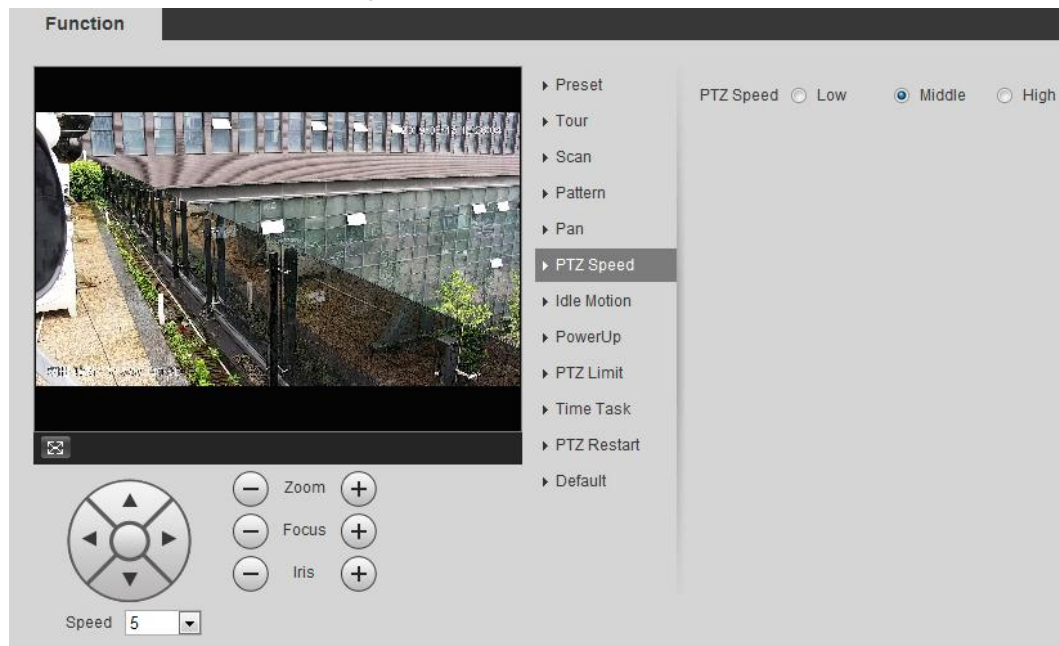 Function
Preset
Tour
Scan
Pattern
Pan
PTZ Speed
Idle Motion
PowerUp
PTZ Limit
Time Task
PTZ Restart
Default
PTZ Speed Low Middle High
Zoom
Focus
Iris
Speed 5